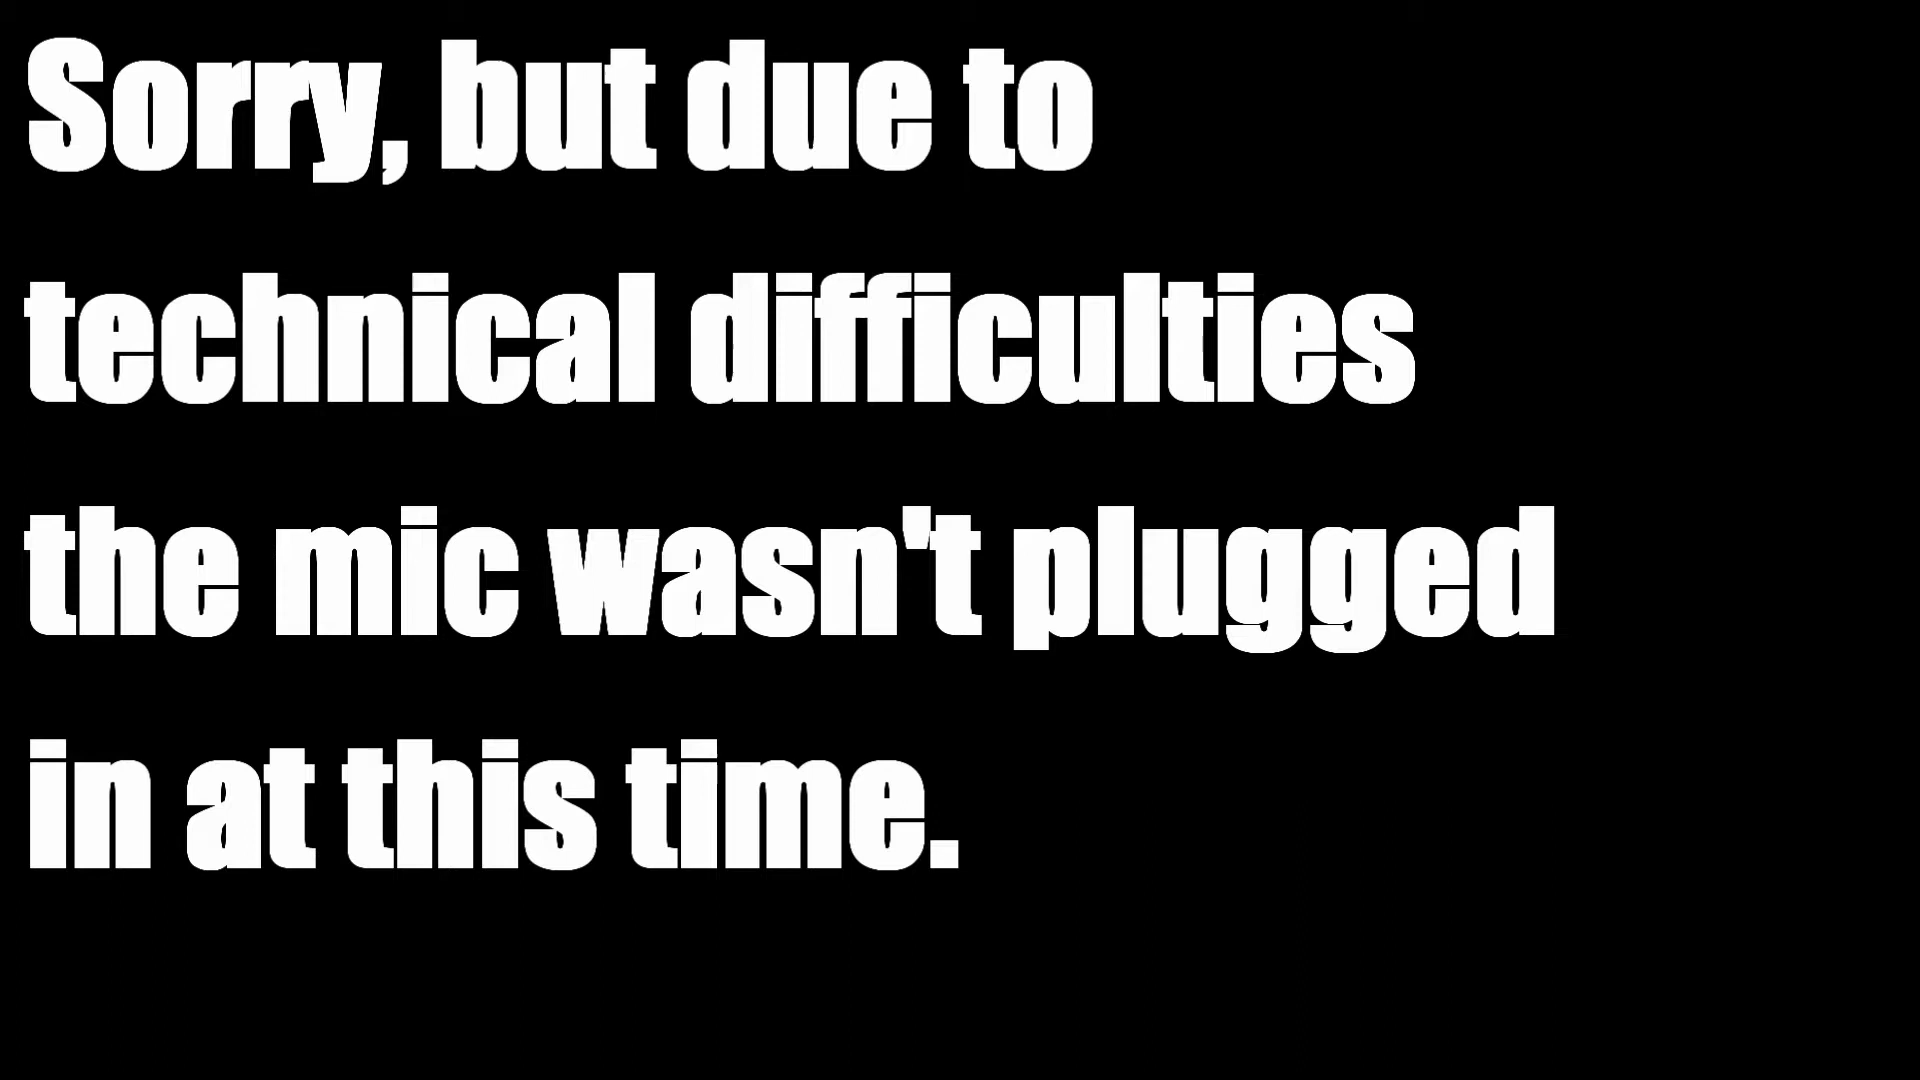 Sorry, but due to
technical difficulties
the mic wasn't plugged
in at this time.